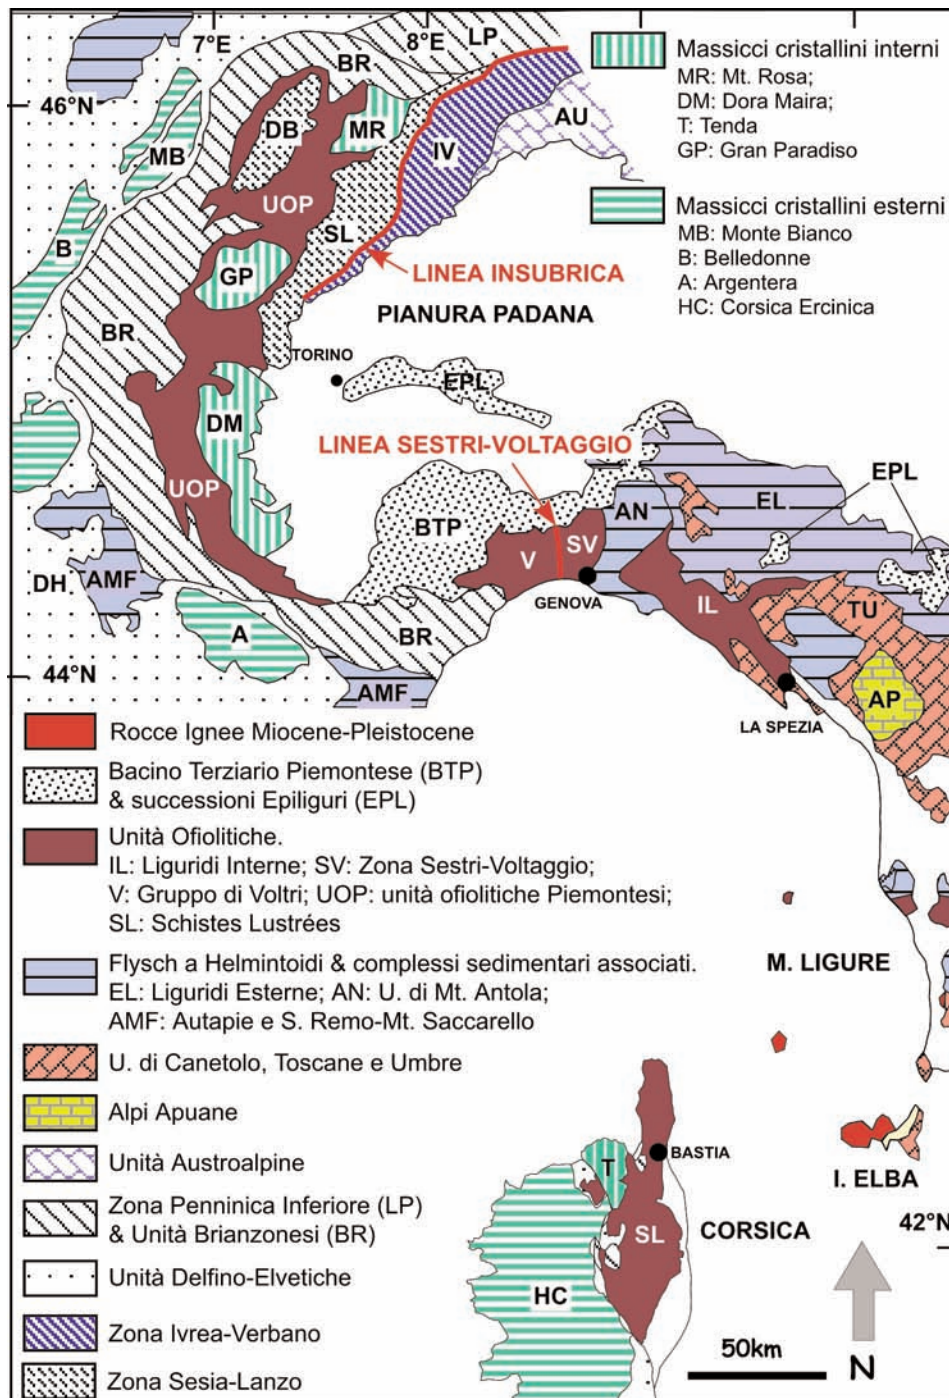 7°E
8°E
LP
BR
46°N
DB
MR
IV
AU
MB
UOP
SL
B
GP
LINEA INSUBRICA
PIANURA PADANA
BR
TORINO
EPL
DM
LINEA SESTRI-VOLTAGGIO
UOP
BTP
AN
EL
EPL
V
SV
DH
AMF
GENOVA
IL
TU
A
BR
44°N
AMF
AP
LA SPEZIA
Massicci cristallini interni
MR: Mt. Rosa;
DM: Dora Maira;
T: Tenda
GP: Gran Paradiso
Massicci cristallini esterni
MB: Monte Bianco
B: Belledonne
A: Argentera
HC: Corsica Ercinica
Rocce Ignee Miocene-Pleistocene
Bacino Terziario Piemontese (BTP)
& successioni Epiliguri (EPL)
Unità Ofiolitiche.
IL: Liguridi Interne; SV: Zona Sestri-Voltaggio;
V: Gruppo di Voltri; UOP: unità ofiolitiche Piemontesi;
SL: Schistes Lustrées
Flysch a Helmintoidi & complessi sedimentari associati.
EL: Liguridi Esterne; AN: U. di Mt. Antola;
AMF: Autapie e S. Remo-Mt. Saccarello
U. di Canetolo, Toscane e Umbre
Alpi Apuane
Unità Austroalpine
Zona Penninica Inferiore (LP)
& Unità Brianzonesi (BR)
Unità Delfino-Elvetiche
Zona Ivrea-Verbano
Zona Sesia-Lanzo
M. LIGURE
BASTIA
T
I. ELBA
SL
CORSICA
42°N
HC
50km
N